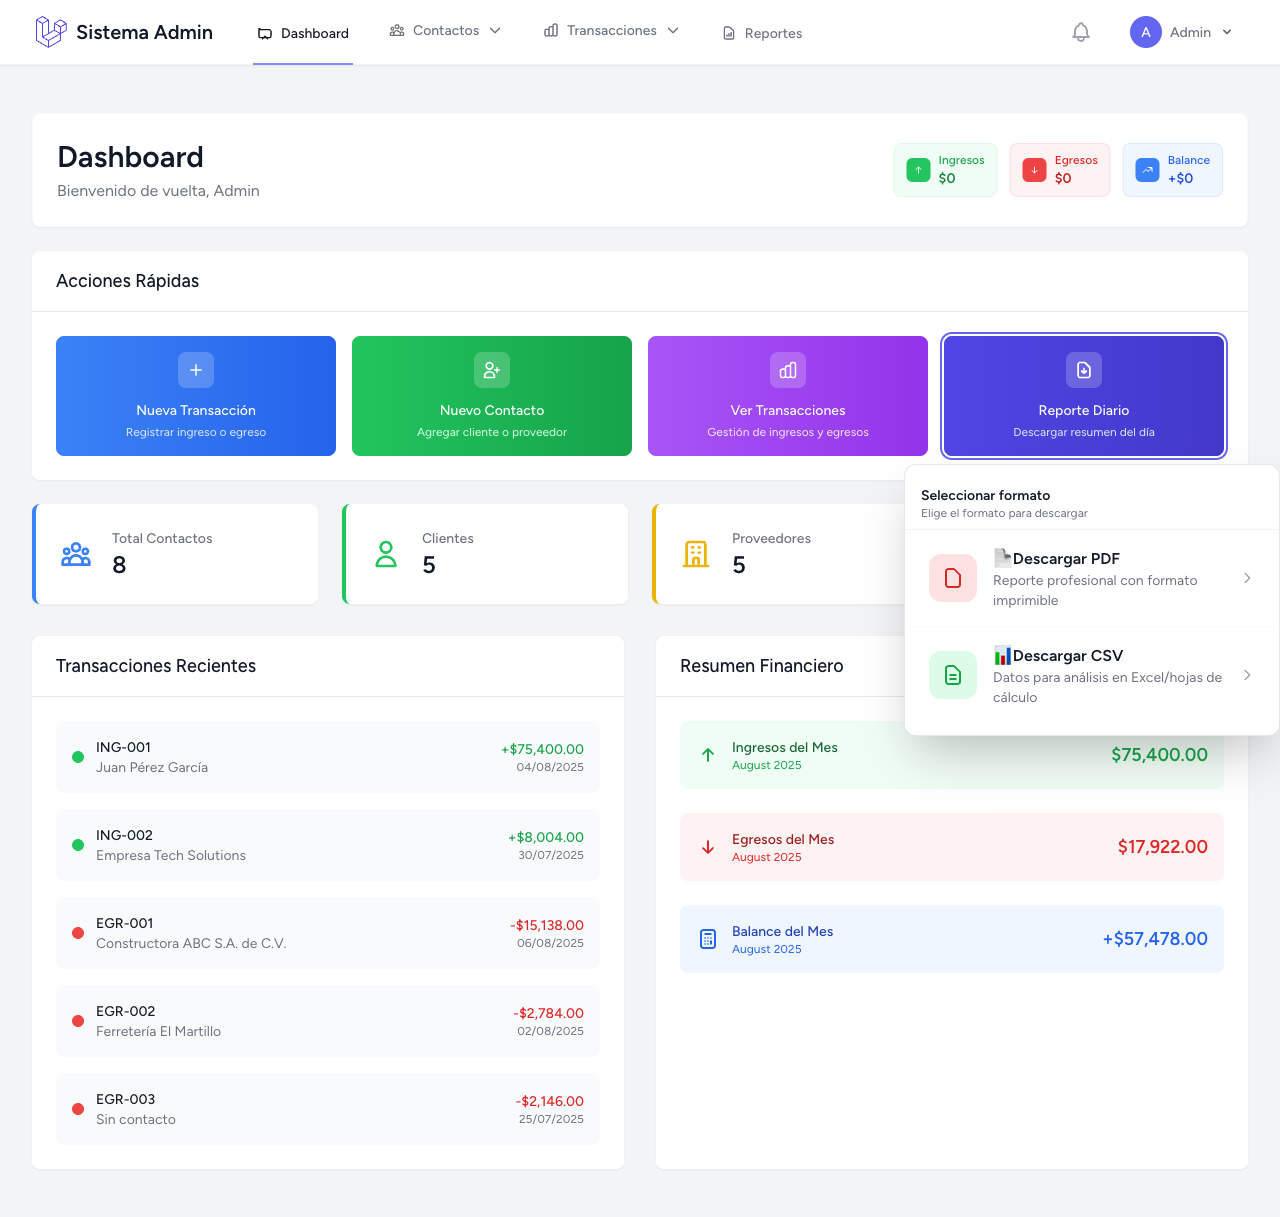 Sistema Admin
Dashboard
Contactos
Transacciones
Reportes
A
Admin
Dashboard
Bienvenido de vuelta, Admin
Ingresos
$0
Egresos
$0
Balance
+$0
Acciones Rápidas
Nueva Transacción
Registrar ingreso o egreso
Nuevo Contacto
Agregar cliente o proveedor
Ver Transacciones
Gestión de ingresos y egresos
Reporte Diario
Descargar resumen del día
Seleccionar formato
Elige el formato para descargar
Descargar PDF
Reporte profesional con formato
imprimible
Descargar CSV
Datos para análisis en Excel/hojas de
cálculo
Total Contactos
8
Clientes
5
Proveedores
5
Transacciones Recientes
ING-001
Juan Pérez García
+$75,400.00
04/08/2025
ING-002
Empresa Tech Solutions
+$8,004.00
30/07/2025
EGR-001
Constructora ABC S.A. de C.V.
-$15,138.00
06/08/2025
EGR-002
Ferretería El Martillo
-$2,784.00
02/08/2025
EGR-003
Sin contacto
-$2,146.00
25/07/2025
Resumen Financiero
Ingresos del Mes
August 2025
$75,400.00
Egresos del Mes
August 2025
$17,922.00
Balance del Mes
August 2025
+$57,478.00